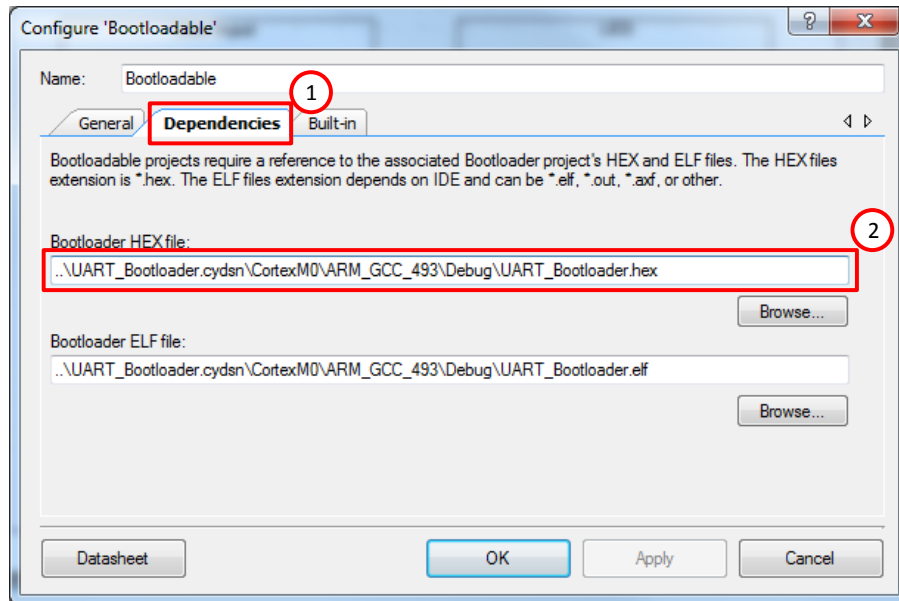 Configure 'Bootloadable'
Name: Bootloadable
1
General Dependencies Built-in
Bootloadable projects require a reference to the associated Bootloader project's HEX and ELF files. The HEX files
extension is *.hex. The ELF files extension depends on IDE and can be *.elf, *.out, *.axf, or other.
2
Bootloader HEX file:
..\UART_Bootloader.cydsn\CortexM0\ARM_GCC_493\Debug\UART_Bootloader.hex
Browse...
Bootloader ELF file:
..\UART_Bootloader.cydsn\CortexM0\ARM_GCC_493\Debug\UART_Bootloader.elf
Browse...
Datasheet OK Apply Cancel